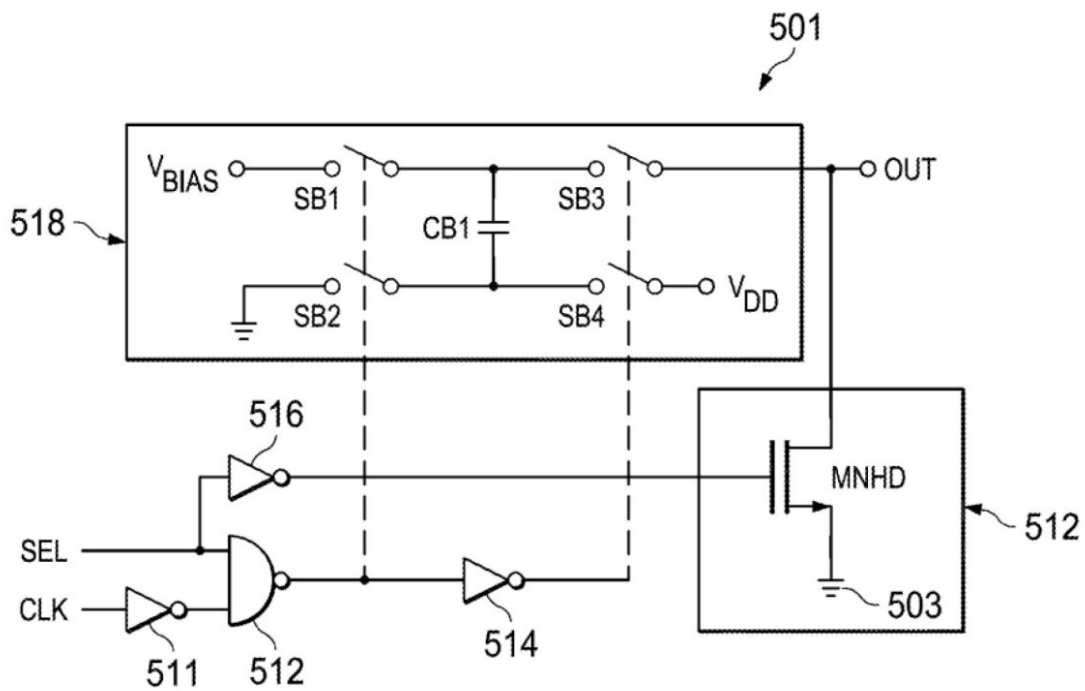 501
V_BIAS
SB1
SB3
OUT
518
CB1
SB2
SB4
V_DD
516
MNHD
512
SEL
CLK
503
511
512
514